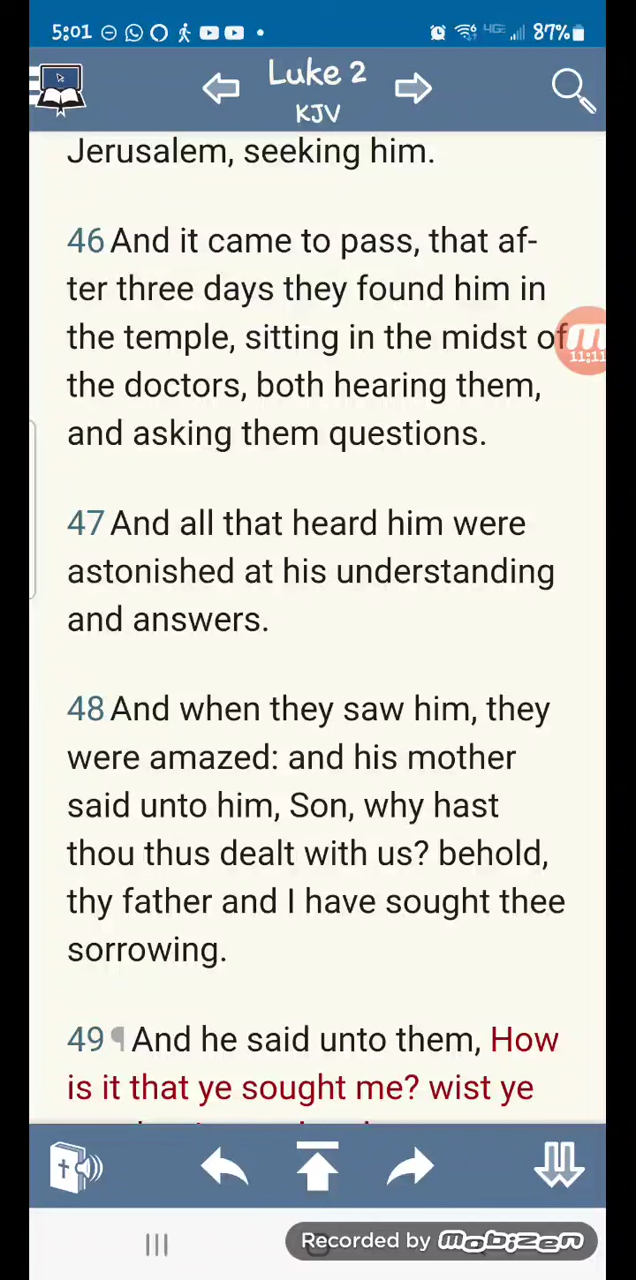 5:01
4G
87%
Luke 2
KJV
Jerusalem, seeking him.
46 And it came to pass, that af-
ter three days they found him in
the temple, sitting in the midst of
the doctors, both hearing them,
and asking them questions.
11:11
47 And all that heard him were
astonished at his understanding
and answers.
48 And when they saw him, they
were amazed: and his mother
said unto him, Son, why hast
thou thus dealt with us? behold,
thy father and I have sought thee
sorrowing.
49 ¶ And he said unto them, How
is it that ye sought me? wist ye
Recorded by mobizen